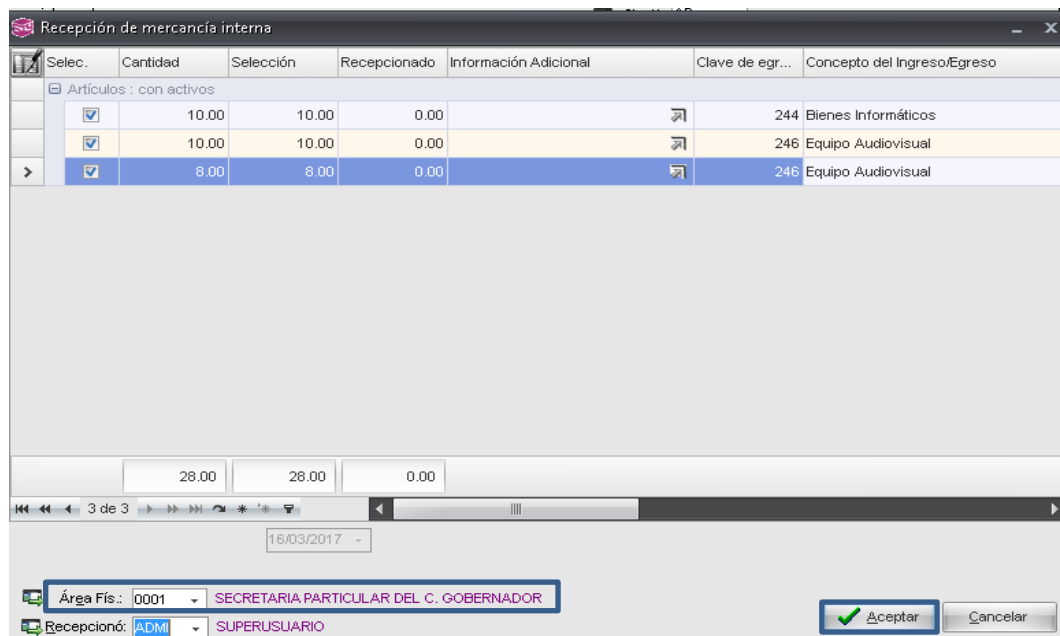 Recepción de mercancía interna
Selec. Cantidad Selección Recepcionado Información Adicional Clave de egr... Concepto del Ingreso/Egreso
Artículos : con activos
10.00 10.00 0.00 244 Bienes Informáticos
10.00 10.00 0.00 246 Equipo Audiovisual
8.00 8.00 0.00 246 Equipo Audiovisual
28.00 28.00 0.00
3 de 3
16/03/2017
Área Fís.: 0001 SECRETARIA PARTICULAR DEL C. GOBERNADOR
Aceptar Cancelar
Recepcionó: ADMI SUPERUSUARIO